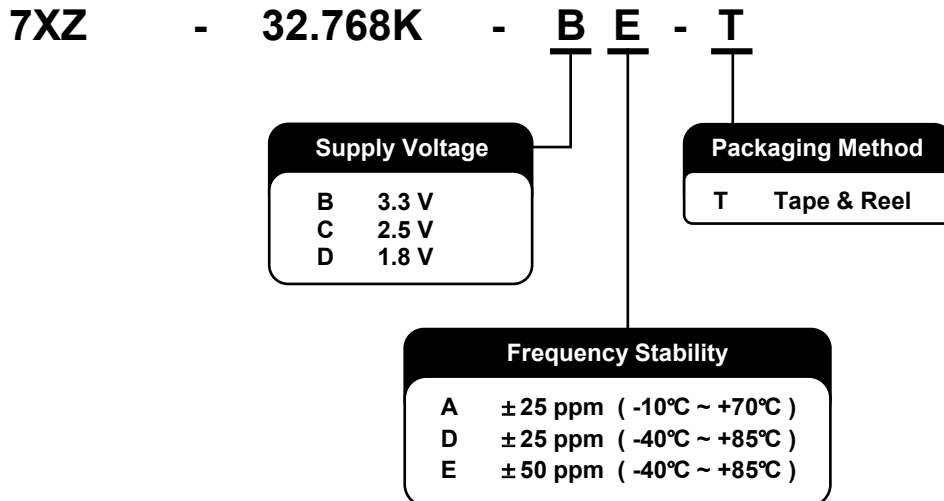 7XZ - 32.768K - B E - T
Supply Voltage
B 3.3 V
C 2.5 V
D 1.8 V
Packaging Method
T Tape & Reel
Frequency Stability
A ±25 ppm ( -10℃ ~ +70℃ )
D ±25 ppm ( -40℃ ~ +85℃ )
E ±50 ppm ( -40℃ ~ +85℃ )